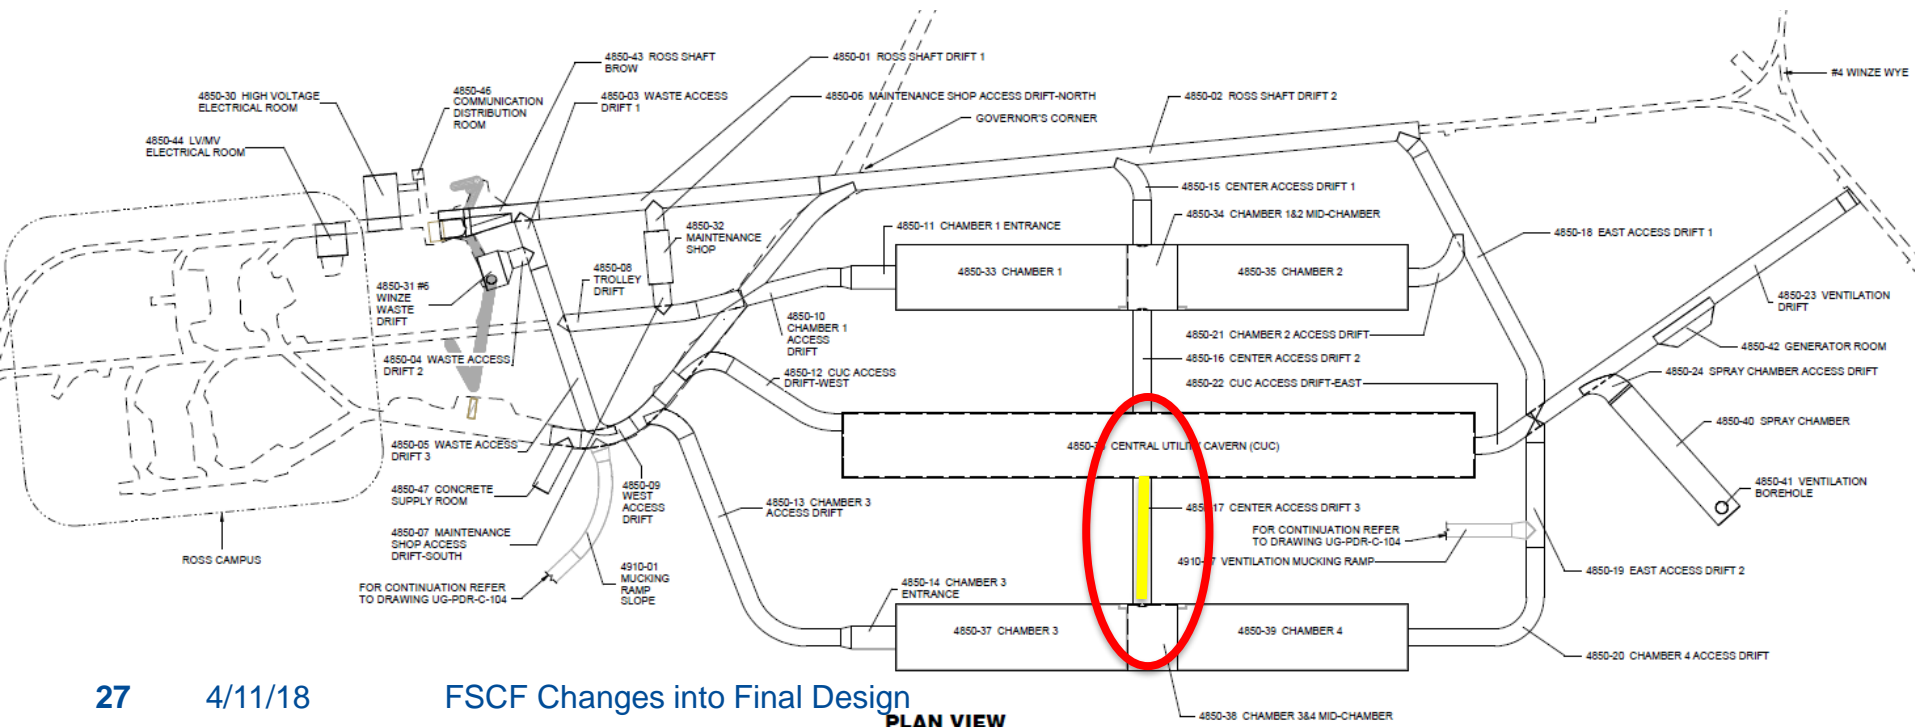 4850-43 ROSS SHAFT
BROW
4850-01 ROSS SHAFT DRIFT 1
#4 WINZE WYE
4850-30 HIGH VOLTAGE
ELECTRICAL ROOM
4850-46
COMMUNICATION
DISTRIBUTION
ROOM
4850-03 WASTE ACCESS
DRIFT 1
4850-06 MAINTENANCE SHOP ACCESS DRIFT-NORTH
4850-02 ROSS SHAFT DRIFT 2
GOVERNOR'S CORNER
4850-44 LV/MV
ELECTRICAL ROOM
4850-15 CENTER ACCESS DRIFT 1
4850-34 CHAMBER 1&2 MID-CHAMBER
4850-11 CHAMBER 1 ENTRANCE
4850-32
MAINTENANCE
SHOP
4850-18 EAST ACCESS DRIFT 1
4850-33 CHAMBER 1
4850-35 CHAMBER 2
4850-08
TROLLEY
DRIFT
4850-31 #6
WINZE
WASTE
DRIFT
4850-23 VENTILATION
DRIFT
4850-10
CHAMBER 1
ACCESS
DRIFT
4850-21 CHAMBER 2 ACCESS DRIFT
4850-42 GENERATOR ROOM
4850-04 WASTE ACCESS
DRIFT 2
4850-16 CENTER ACCESS DRIFT 2
4850-12 CUC ACCESS
DRIFT-WEST
4850-24 SPRAY CHAMBER ACCESS DRIFT
4850-22 CUC ACCESS DRIFT-EAST
4850-40 SPRAY CHAMBER
4850-05 WASTE ACCESS
DRIFT 3
CENTRAL UTILITY CAVERN (CUC)
4850-47 CONCRETE
SUPPLY ROOM
4850-09
WEST
ACCESS
DRIFT
4850-13 CHAMBER 3
ACCESS DRIFT
4850-41 VENTILATION
BOREHOLE
4850-17 CENTER ACCESS DRIFT 3
FOR CONTINUATION REFER
TO DRAWING UG-PDR-C-104
4850-07 MAINTENANCE
SHOP ACCESS
DRIFT-SOUTH
ROSS CAMPUS
VENTILATION MUCKING RAMP
4910-01
MUCKING
RAMP
SLOPE
4850-19 EAST ACCESS DRIFT 2
FOR CONTINUATION REFER
TO DRAWING UG-PDR-C-104
4850-14 CHAMBER 3
ENTRANCE
4850-37 CHAMBER 3
4850-39 CHAMBER 4
4850-20 CHAMBER 4 ACCESS DRIFT
27 4/11/18 FSCF Changes into Final Design
PLAN VIEW
4850-38 CHAMBER 3&4 MID-CHAMBER